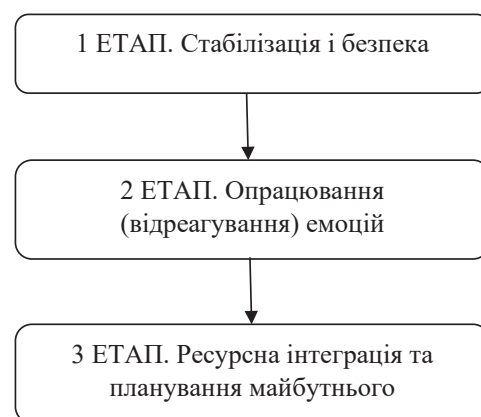 1 ЕТАП. Стабілізація і безпека
2 ЕТАП. Опрацювання
(відреагування) емоцій
3 ЕТАП. Ресурсна інтеграція та
планування майбутнього